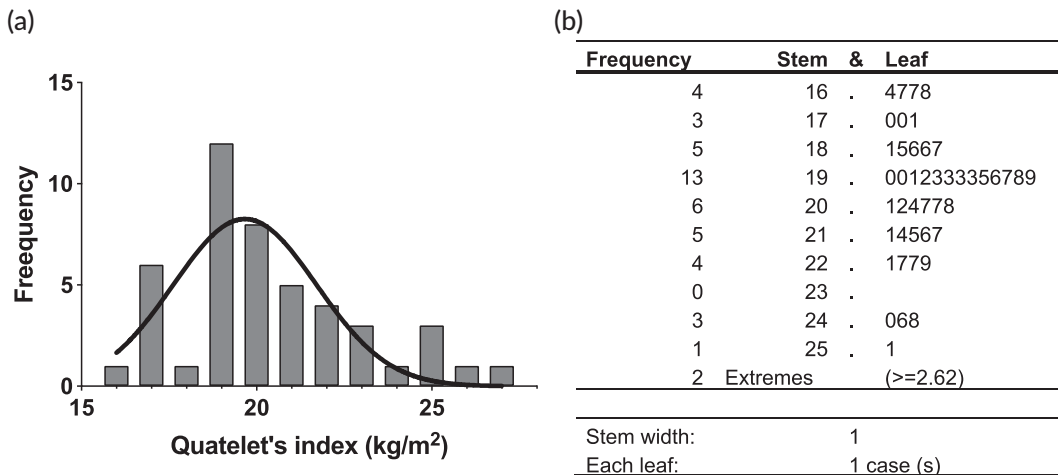 (a)
15
10
5
0
15 20 25
Freequency
Quatelet's index (kg/m²)
(b)
Frequency Stem & Leaf
4 16 . 4778
3 17 . 001
5 18 . 15667
13 19 . 0012333356789
6 20 . 124778
5 21 . 14567
4 22 . 1779
0 23 .
3 24 . 068
1 25 . 1
2 Extremes (>=2.62)
Stem width: 1
Each leaf: 1 case (s)